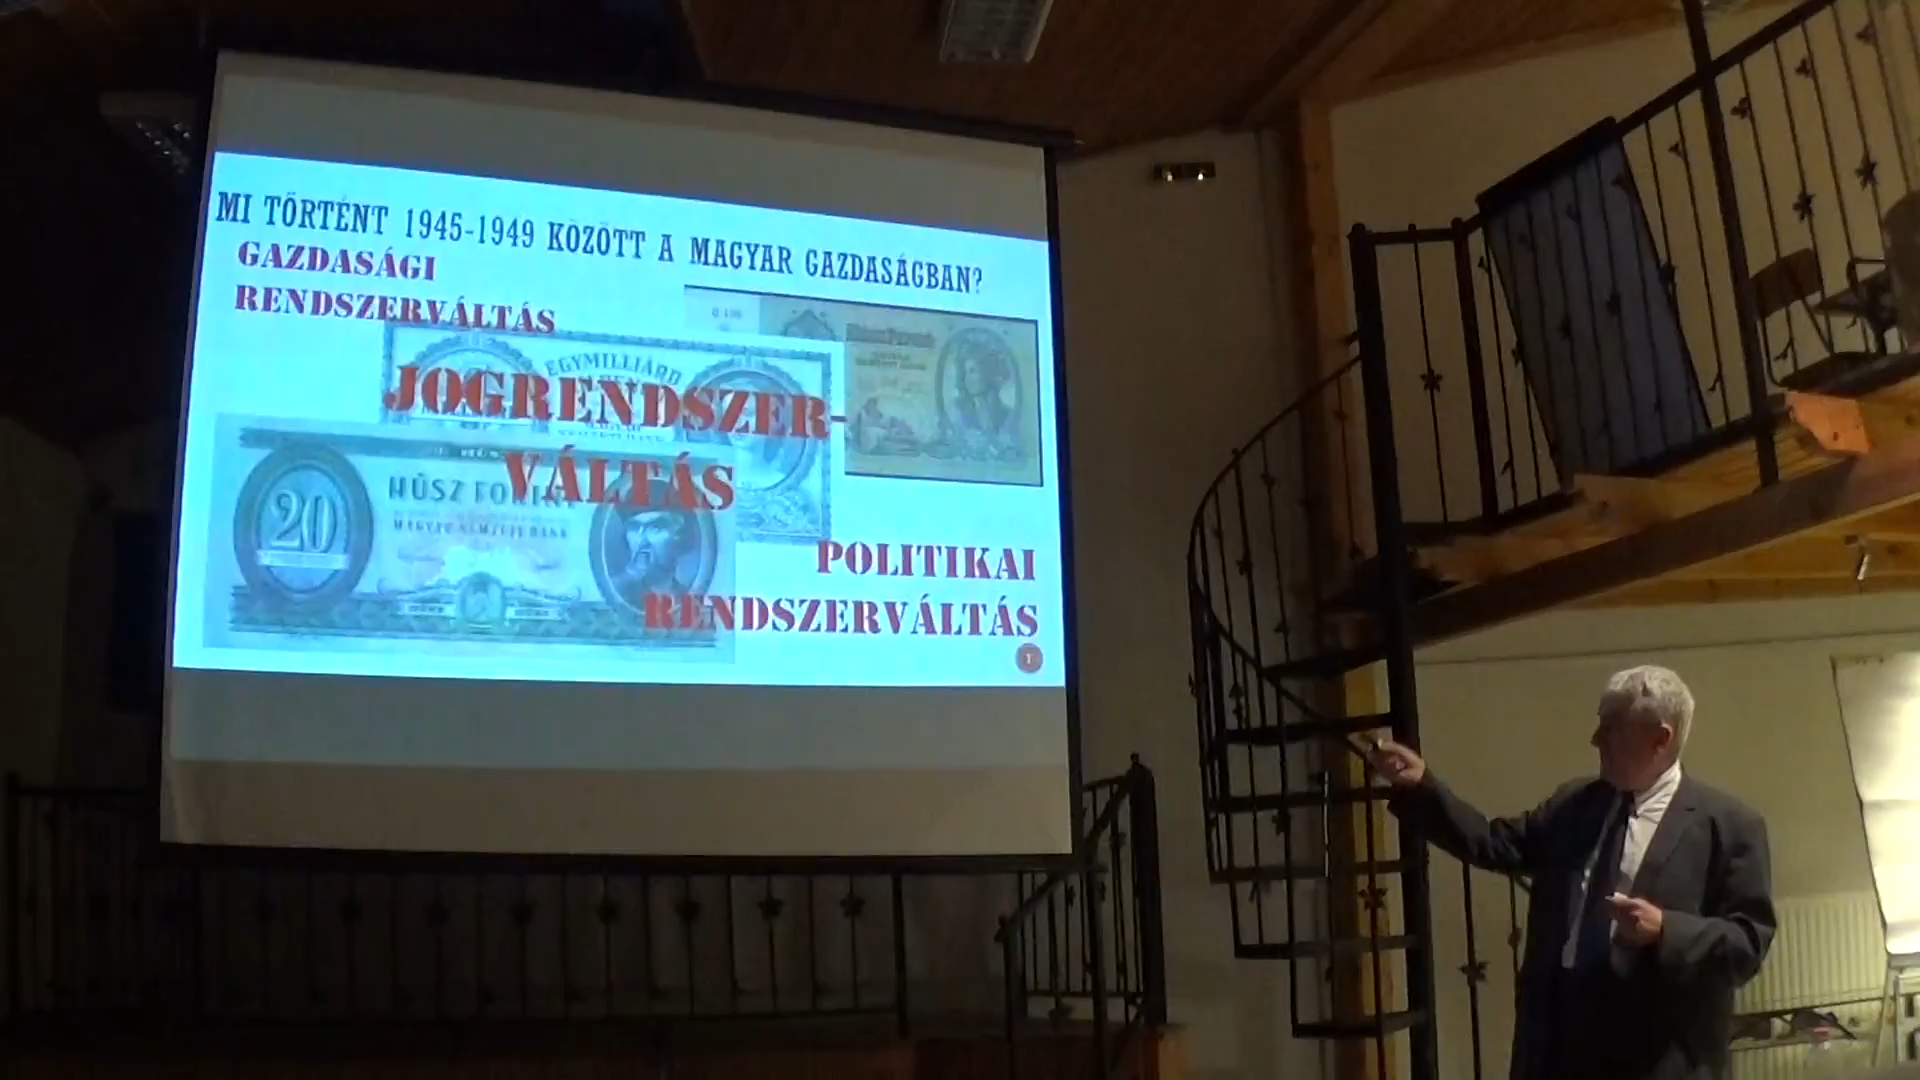 MI TÖRTÉNT 1945-1949 KÖZÖTT A MAGYAR GAZDASÁGBAN?
GAZDASÁGI
RENDSZERVÁLTÁS
EGYMILLIÁRD
JOGRENDSZER-
VÁLTÁS
20
HÚSZ FORINT
MAGYAR NEMZETI BANK
POLITIKAI
RENDSZERVÁLTÁS
7